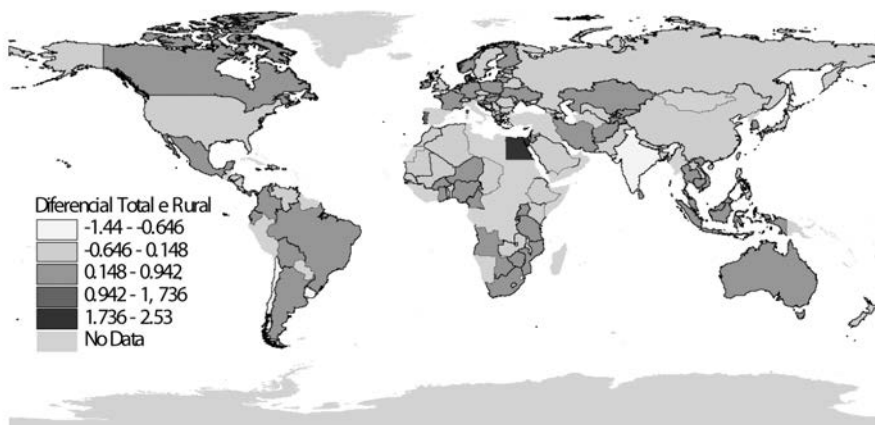 Diferencial Total e Rural
-1.44 - -0.646
-0.646 - 0.148
0.148 - 0.942
0.942 - 1, 736
1.736 - 2.53
No Data